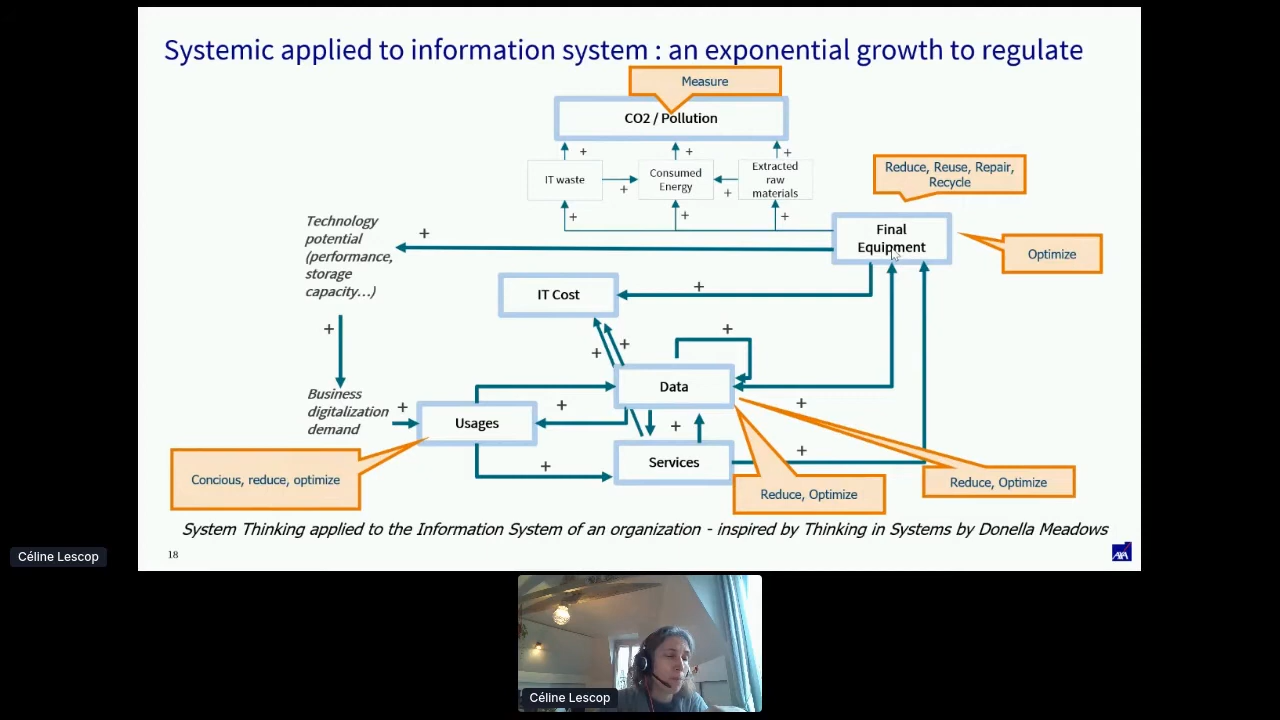 Systemic applied to information system : an exponential growth to regulate
Measure
CO2 / Pollution
+ + +
IT waste
Consumed
Energy
Extracted
raw
materials
+ +
+ + +
Reduce, Reuse, Repair,
Recycle
Final
Equipment
Optimize
Technology
potential
(performance,
storage
capacity...)
+
IT Cost
+
+
+ +
+
Data
Business
digitalization
demand
+
Usages
+
+
+
Services
+
+
Concious, reduce, optimize
Reduce, Optimize
Reduce, Optimize
System Thinking applied to the Information System of an organization - inspired by Thinking in Systems by Donella Meadows
18
AXA
Céline Lescop
Céline Lescop